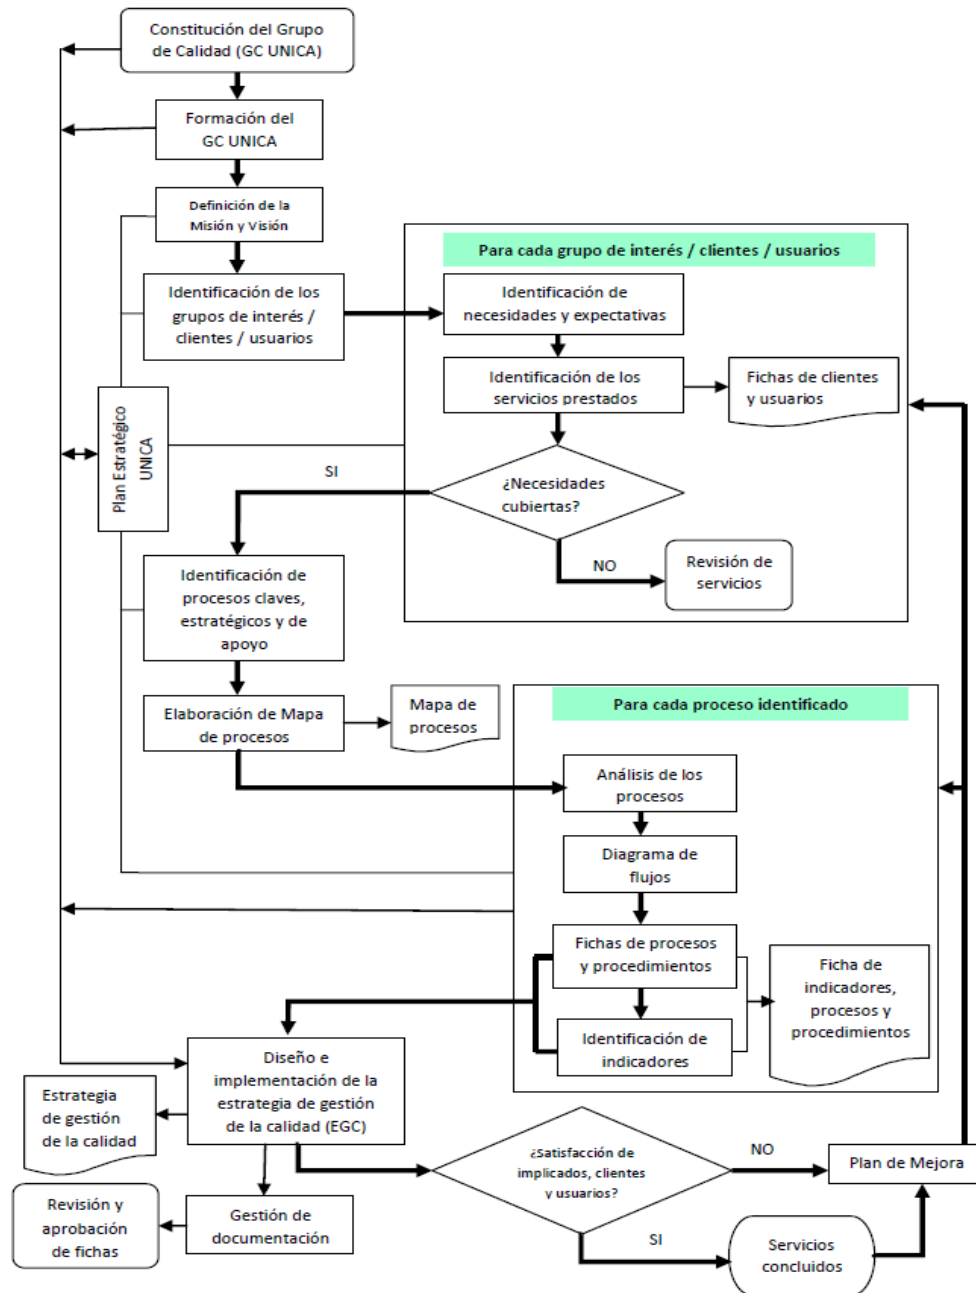 Constitución del Grupo
de Calidad (GC UNICA)
Formación del
GC UNICA
Definición de la
Misión y Visión
Identificación de los
grupos de interés /
clientes / usuarios
Para cada grupo de interés / clientes / usuarios
Identificación de
necesidades y expectativas
Identificación de los
servicios prestados
Fichas de clientes
y usuarios
Plan Estratégico
UNICA
SI
¿Necesidades
cubiertas?
NO
Revisión de
servicios
Identificación de
procesos claves,
estratégicos y de
apoyo
Elaboración de Mapa
de procesos
Mapa de
procesos
Para cada proceso identificado
Análisis de los
procesos
Diagrama de
flujos
Fichas de procesos
y procedimientos
Identificación de
indicadores
Ficha de
indicadores,
procesos y
procedimientos
Diseño e
implementación de la
estrategia de gestión
de la calidad (EGC)
Estrategia
de gestión
de la calidad
¿Satisfacción de
implicados, clientes
y usuarios?
NO
Plan de Mejora
Revisión y
aprobación
de fichas
Gestión de
documentación
SI
Servicios
concluidos